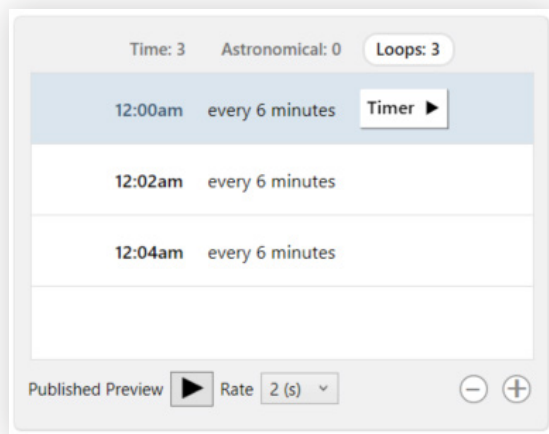 Time: 3 Astronomical: 0 Loops: 3
12:00am every 6 minutes Timer
12:02am every 6 minutes
12:04am every 6 minutes
Published Preview Rate 2 (s)